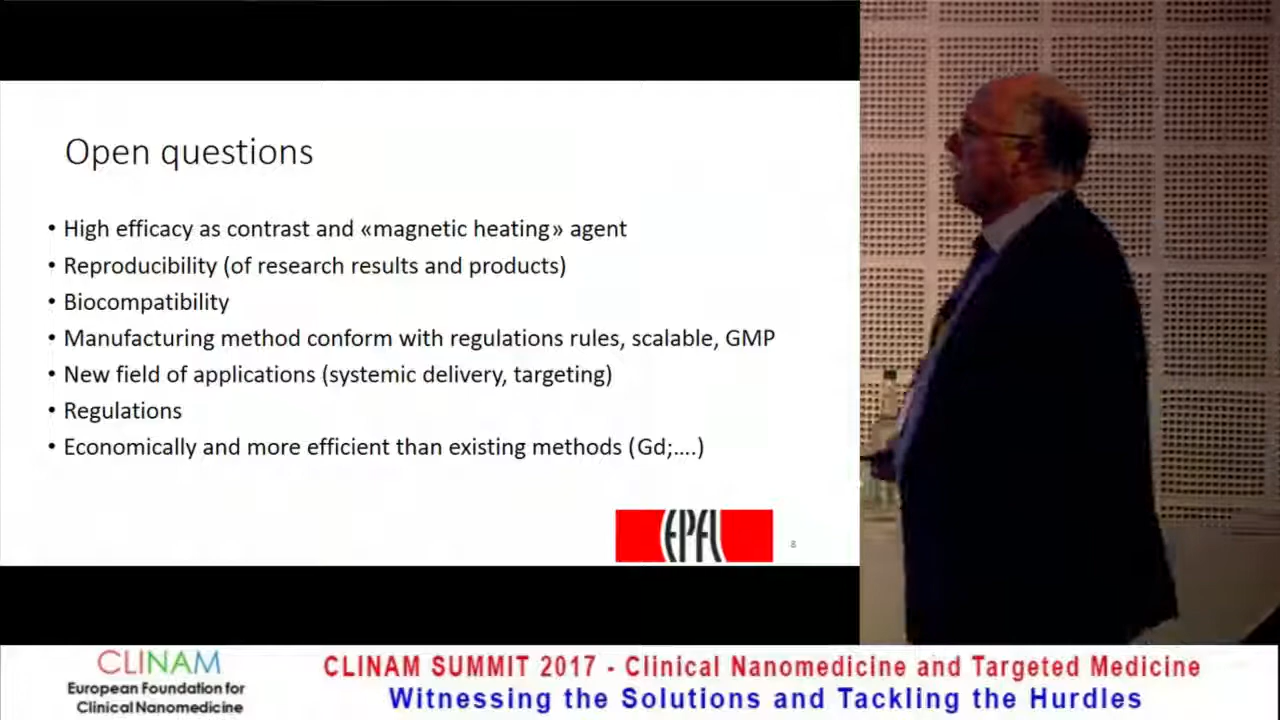 Open questions
• High efficacy as contrast and «magnetic heating» agent
• Reproducibility (of research results and products)
• Biocompatibility
• Manufacturing method conform with regulations rules, scalable, GMP
• New field of applications (systemic delivery, targeting)
• Regulations
• Economically and more efficient than existing methods (Gd;....)
EPFL
8
CLINAM
European Foundation for
Clinical Nanomedicine
CLINAM SUMMIT 2017 - Clinical Nanomedicine and Targeted Medicine
Witnessing the Solutions and Tackling the Hurdles